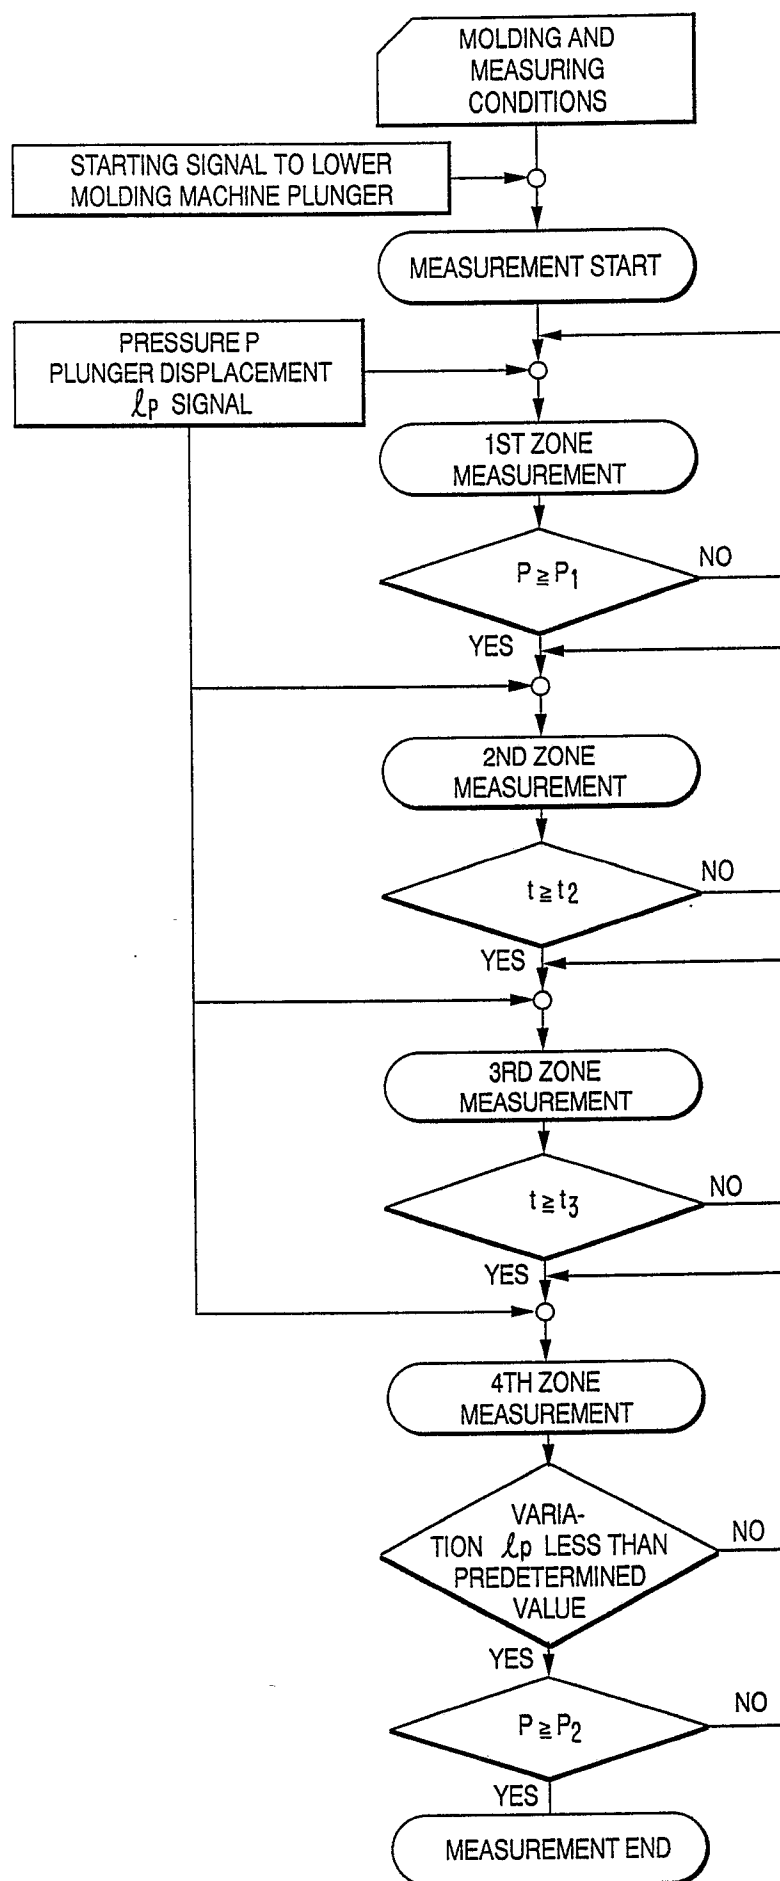 MOLDING AND
MEASURING
CONDITIONS
STARTING SIGNAL TO LOWER
MOLDING MACHINE PLUNGER
MEASUREMENT START
PRESSURE P
PLUNGER DISPLACEMENT
ℓp SIGNAL
1ST ZONE
MEASUREMENT
P ≧ P1
NO
YES
2ND ZONE
MEASUREMENT
t ≧ t2
NO
YES
3RD ZONE
MEASUREMENT
t ≧ t3
NO
YES
4TH ZONE
MEASUREMENT
VARIA-
TION ℓp LESS THAN
PREDETERMINED
VALUE
NO
YES
P ≧ P2
NO
YES
MEASUREMENT END